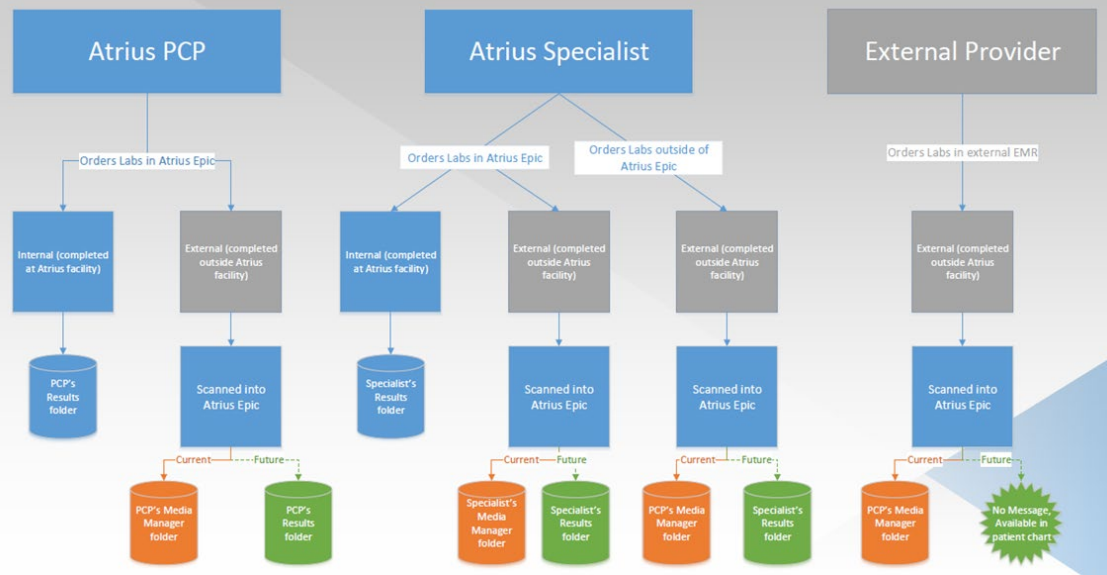 Atrius PCP
Atrius Specialist
External Provider
Orders Labs in Atrius Epic
Orders Labs in Atrius Epic
Orders Labs outside of
Atrius Epic
Orders Labs in external EMR
Internal (completed
at Atrius facility)
External (completed
outside Atrius
facility)
Internal (completed
at Atrius facility)
External (completed
outside Atrius
facility)
External (completed
outside Atrius
facility)
External (completed
outside Atrius
facility)
PCP's
Results
folder
Scanned into
Atrius Epic
Specialist's
Results
folder
Scanned into
Atrius Epic
Scanned into
Atrius Epic
Scanned into
Atrius Epic
Current
Future
Current
Future
Current
Future
Current
Future
PCP's Media
Manager
folder
PCP's
Results
folder
Specialist's
Media
Manager
folder
Specialist's
Results
folder
PCP's Media
Manager
folder
Specialist's
Results
folder
PCP's Media
Manager
folder
No Message,
Available in
patient chart